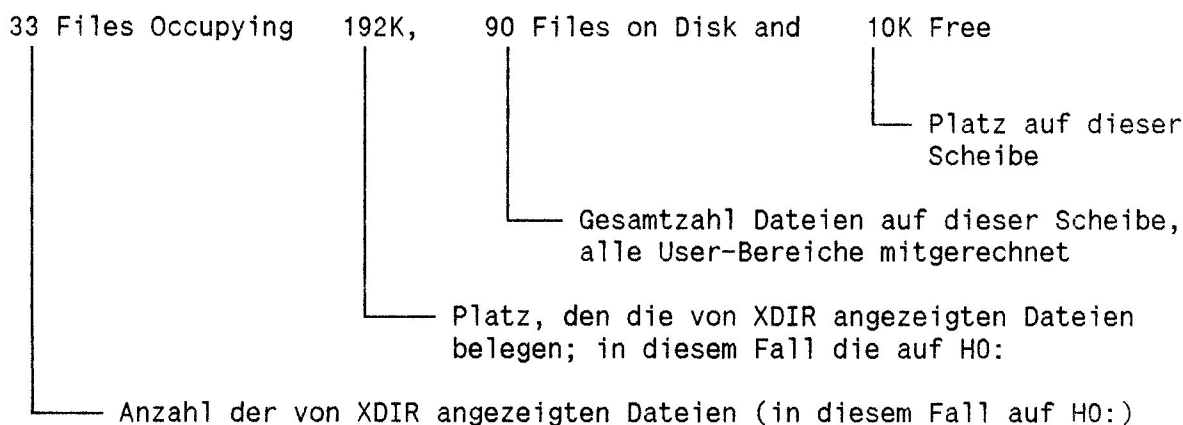 33 Files Occupying 192K, 90 Files on Disk and 10K Free
Platz auf dieser
Scheibe
Gesamtzahl Dateien auf dieser Scheibe,
alle User-Bereiche mitgerechnet
Platz, den die von XDIR angezeigten Dateien
belegen; in diesem Fall die auf H0:
Anzahl der von XDIR angezeigten Dateien (in diesem Fall auf H0:)